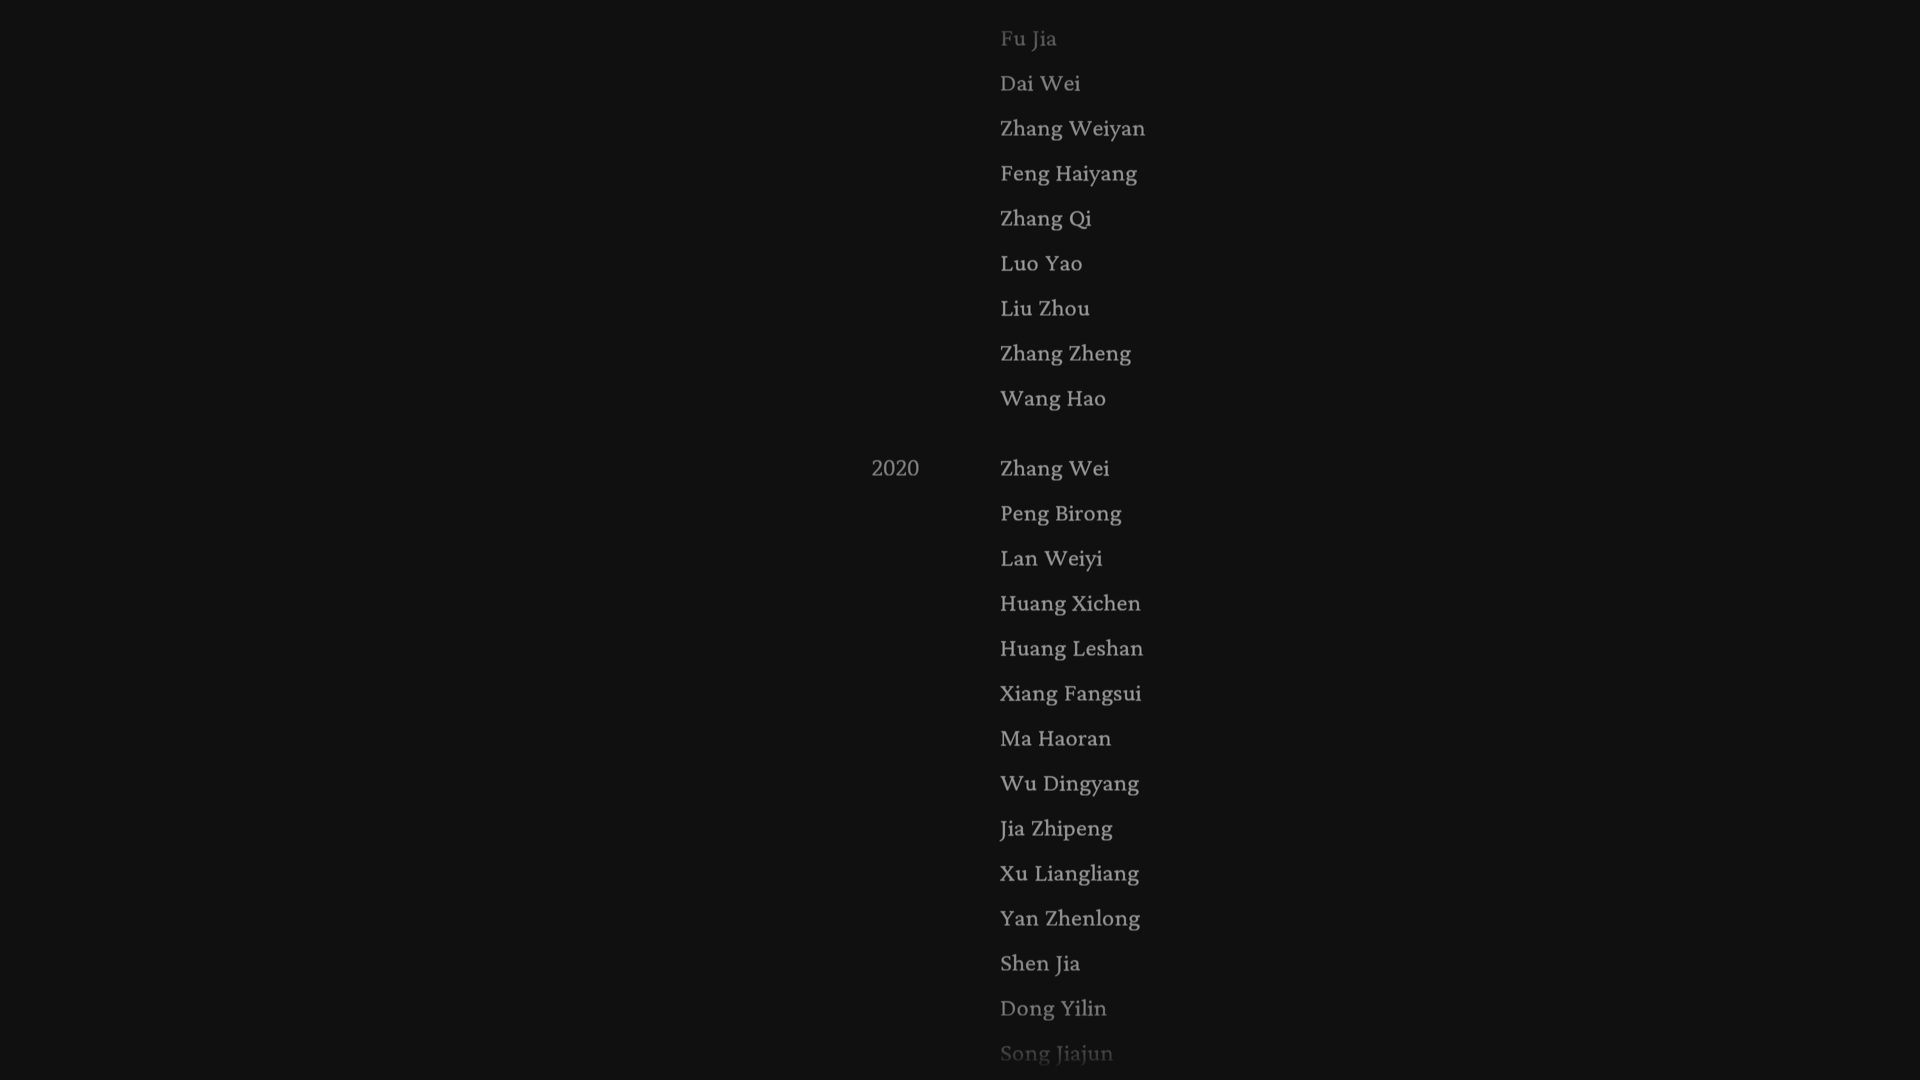 Fu Jia
Dai Wei
Zhang Weiyan
Feng Haiyang
Zhang Qi
Luo Yao
Liu Zhou
Zhang Zheng
Wang Hao
2020 Zhang Wei
Peng Birong
Lan Weiyi
Huang Xichen
Huang Leshan
Xiang Fangsui
Ma Haoran
Wu Dingyang
Jia Zhipeng
Xu Liangliang
Yan Zhenlong
Shen Jia
Dong Yilin
Song Jiajun